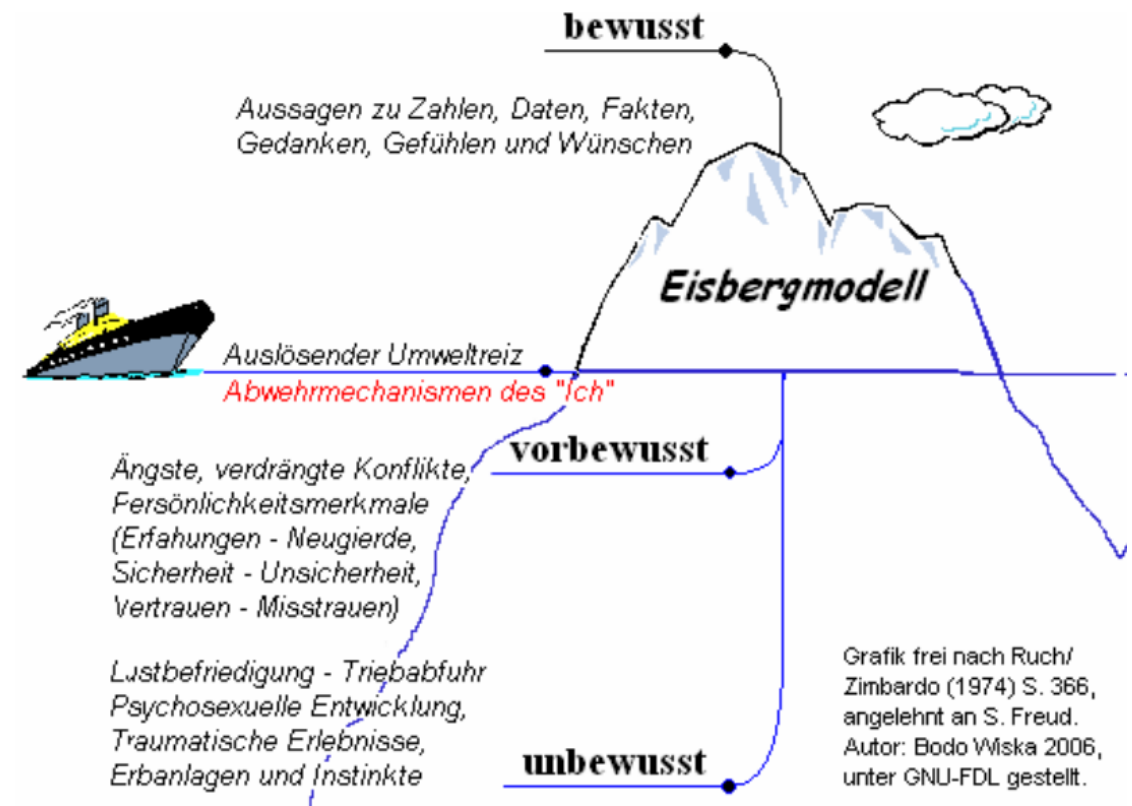 bewusst
Aussagen zu Zahlen, Daten, Fakten,
Gedanken, Gefühlen und Wünschen
Eisbergmodell
Auslösender Umweltreiz
Abwehrmechanismen des "Ich"
vorbewusst
Ängste, verdrängte Konflikte,
Persönlichkeitsmerkmale
(Erfahungen - Neugierde,
Sicherheit - Unsicherheit,
Vertrauen - Misstrauen)
Lustbefriedigung - Triebabfuhr
Psychosexuelle Entwicklung,
Traumatische Erlebnisse,
Erbanlagen und Instinkte
unbewusst
Grafik frei nach Ruch/
Zimbardo (1974) S. 366,
angelehnt an S. Freud.
Autor: Bodo Wiska 2006,
unter GNU-FDL gestellt.